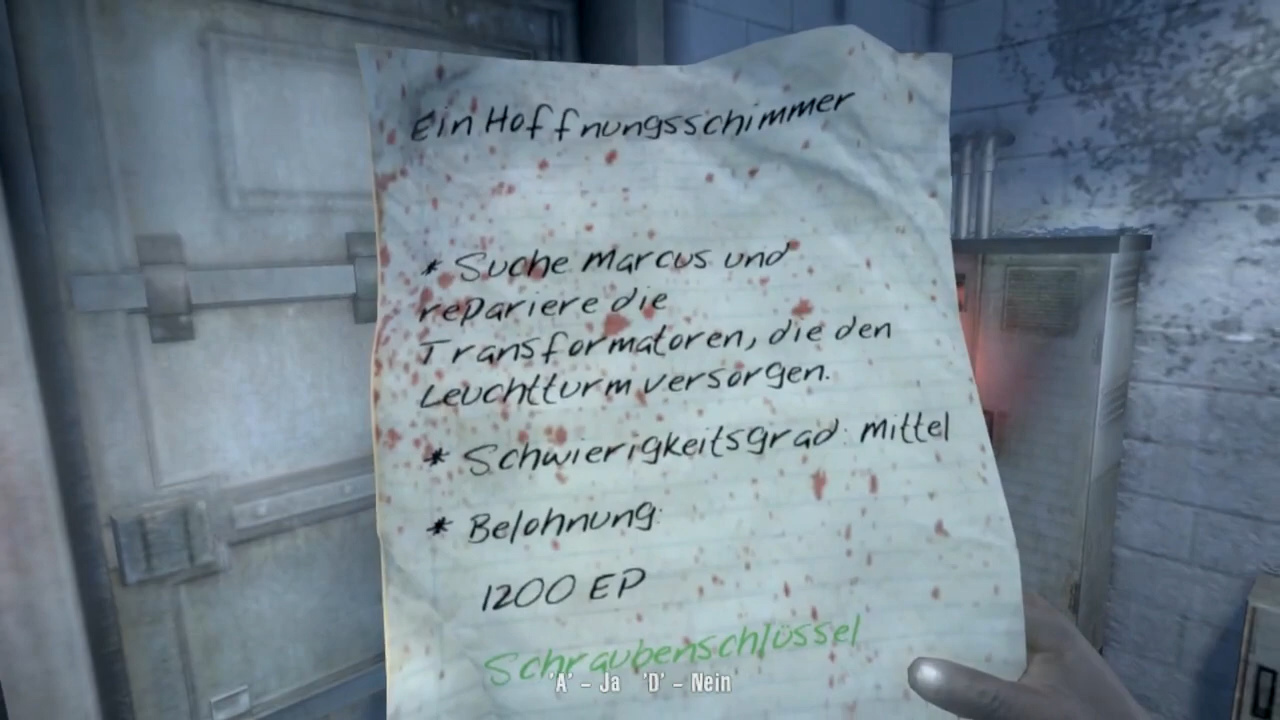 Ein Hoffnungsschimmer
* Suche Marcus und
repariere die
Transformatoren, die den
Leuchtturm versorgen.
* Schwierigkeitsgrad: mittel
* Belohnung:
1200 EP
Schraubenschlüssel
'A' - Ja 'D' - Nein